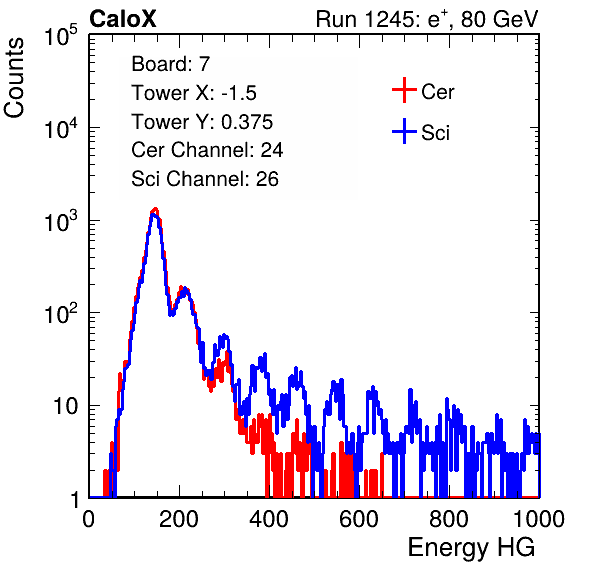 CaloX Run 1245: e⁺, 80 GeV
Counts
10⁵
10⁴
10³
10²
10
1
Board: 7
Tower X: -1.5
Tower Y: 0.375
Cer Channel: 24
Sci Channel: 26
Cer
Sci
0 200 400 600 800 1000
Energy HG